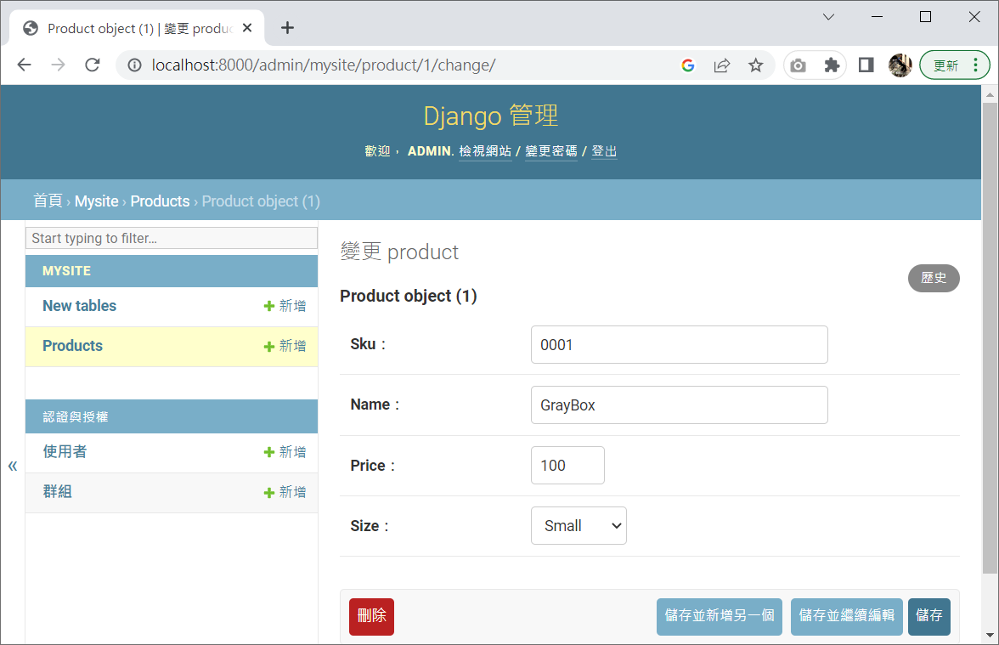 Product object (1) | 變更 produc
localhost:8000/admin/mysite/product/1/change/
更新
Django 管理
歡迎， ADMIN. 檢視網站 / 變更密碼 / 登出
首頁 › Mysite › Products › Product object (1)
Start typing to filter...
MYSITE
New tables 新增
Products 新增
認證與授權
使用者 新增
群組 新增
«
變更 product
歷史
Product object (1)
Sku： 0001
Name： GrayBox
Price： 100
Size： Small
刪除 儲存並新增另一個 儲存並繼續編輯 儲存